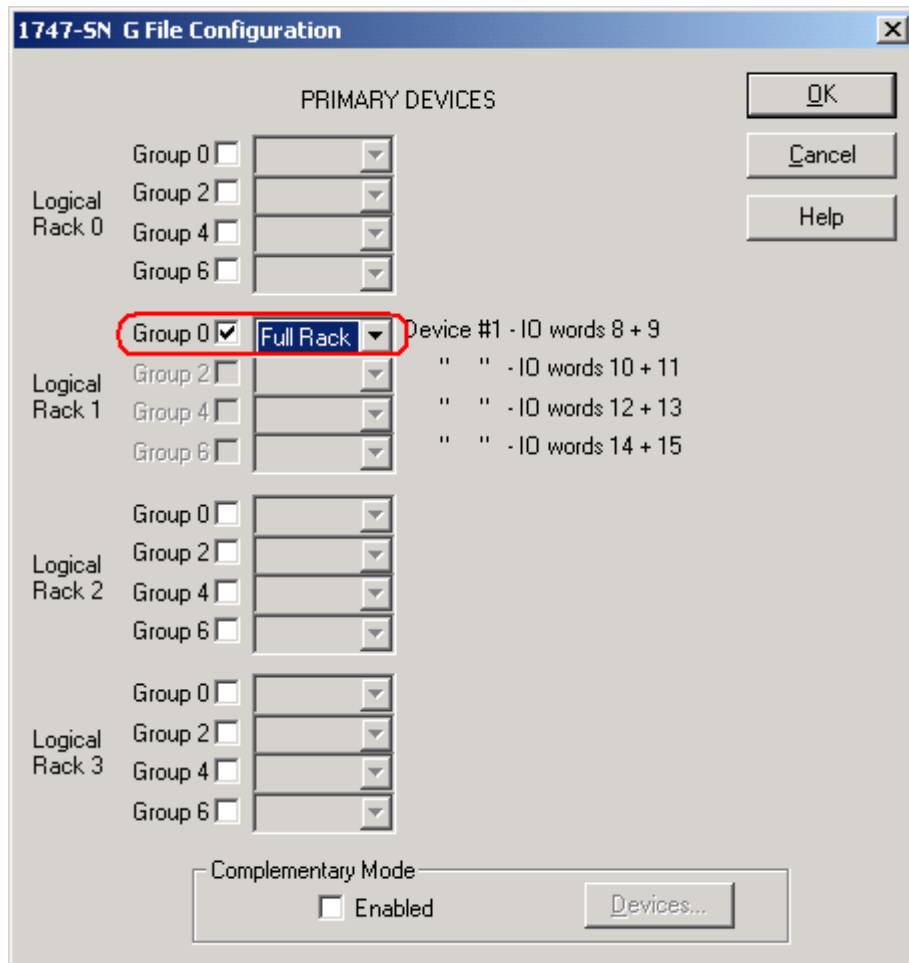 1747-SN G File Configuration
PRIMARY DEVICES
OK
Cancel
Help
Logical
Rack 0
Group 0
Group 2
Group 4
Group 6
Logical
Rack 1
Group 0 Full Rack Device #1 - IO words 8 + 9
Group 2 " " - IO words 10 + 11
Group 4 " " - IO words 12 + 13
Group 6 " " - IO words 14 + 15
Logical
Rack 2
Group 0
Group 2
Group 4
Group 6
Logical
Rack 3
Group 0
Group 2
Group 4
Group 6
Complementary Mode
Enabled
Devices...